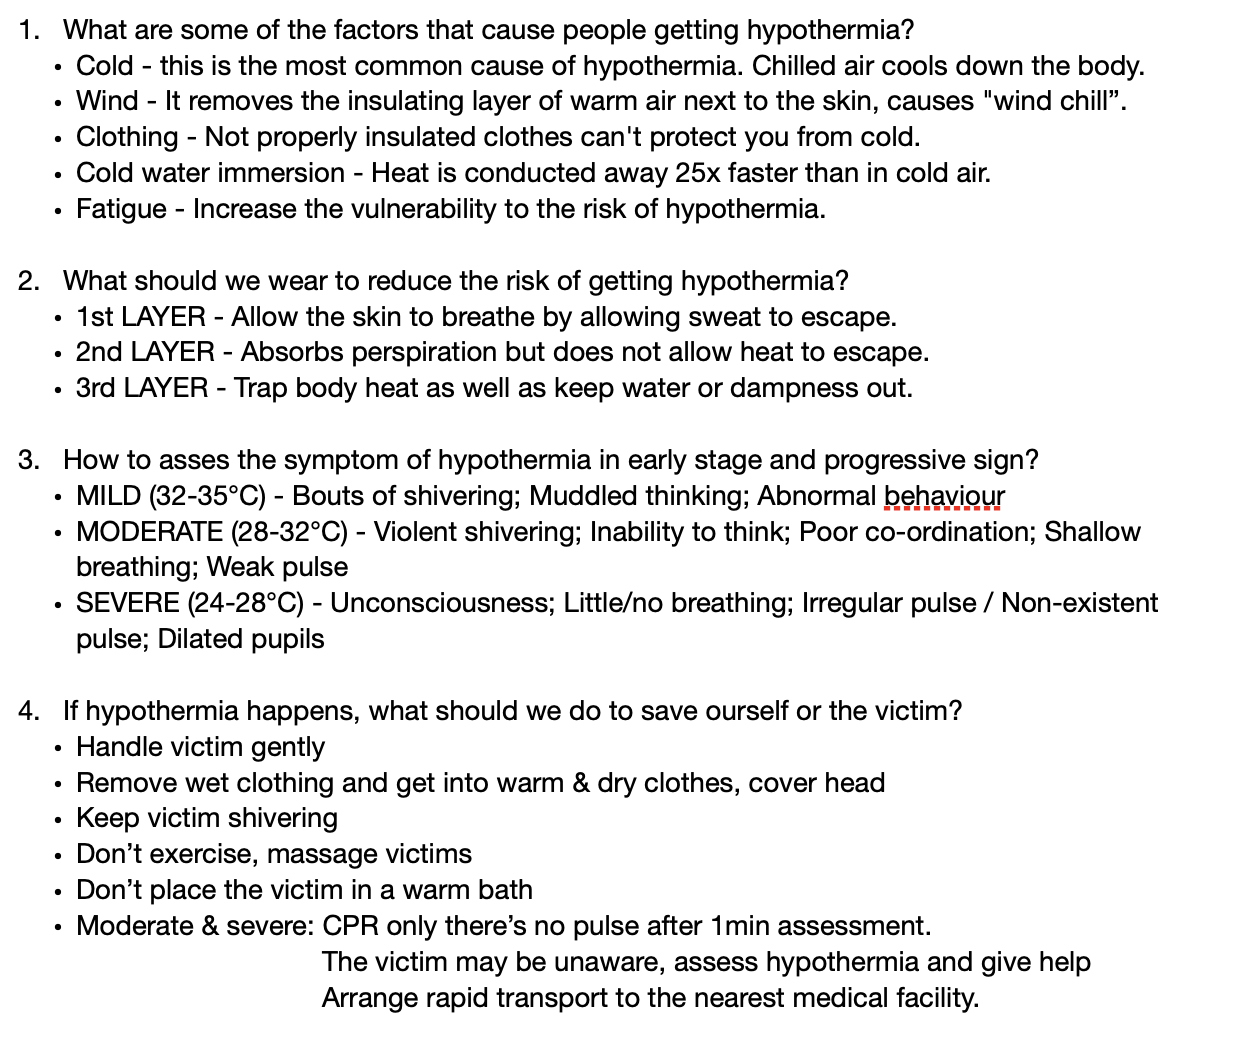 1. What are some of the factors that cause people getting hypothermia?
• Cold - this is the most common cause of hypothermia. Chilled air cools down the body.
• Wind - It removes the insulating layer of warm air next to the skin, causes "wind chill”.
• Clothing - Not properly insulated clothes can't protect you from cold.
• Cold water immersion - Heat is conducted away 25x faster than in cold air.
• Fatigue - Increase the vulnerability to the risk of hypothermia.
2. What should we wear to reduce the risk of getting hypothermia?
• 1st LAYER - Allow the skin to breathe by allowing sweat to escape.
• 2nd LAYER - Absorbs perspiration but does not allow heat to escape.
• 3rd LAYER - Trap body heat as well as keep water or dampness out.
3. How to asses the symptom of hypothermia in early stage and progressive sign?
• MILD (32-35°C) - Bouts of shivering; Muddled thinking; Abnormal behaviour
• MODERATE (28-32°C) - Violent shivering; Inability to think; Poor co-ordination; Shallow
breathing; Weak pulse
• SEVERE (24-28°C) - Unconsciousness; Little/no breathing; Irregular pulse / Non-existent
pulse; Dilated pupils
4. If hypothermia happens, what should we do to save ourself or the victim?
• Handle victim gently
• Remove wet clothing and get into warm & dry clothes, cover head
• Keep victim shivering
• Don’t exercise, massage victims
• Don’t place the victim in a warm bath
• Moderate & severe: CPR only there’s no pulse after 1min assessment.
The victim may be unaware, assess hypothermia and give help
Arrange rapid transport to the nearest medical facility.